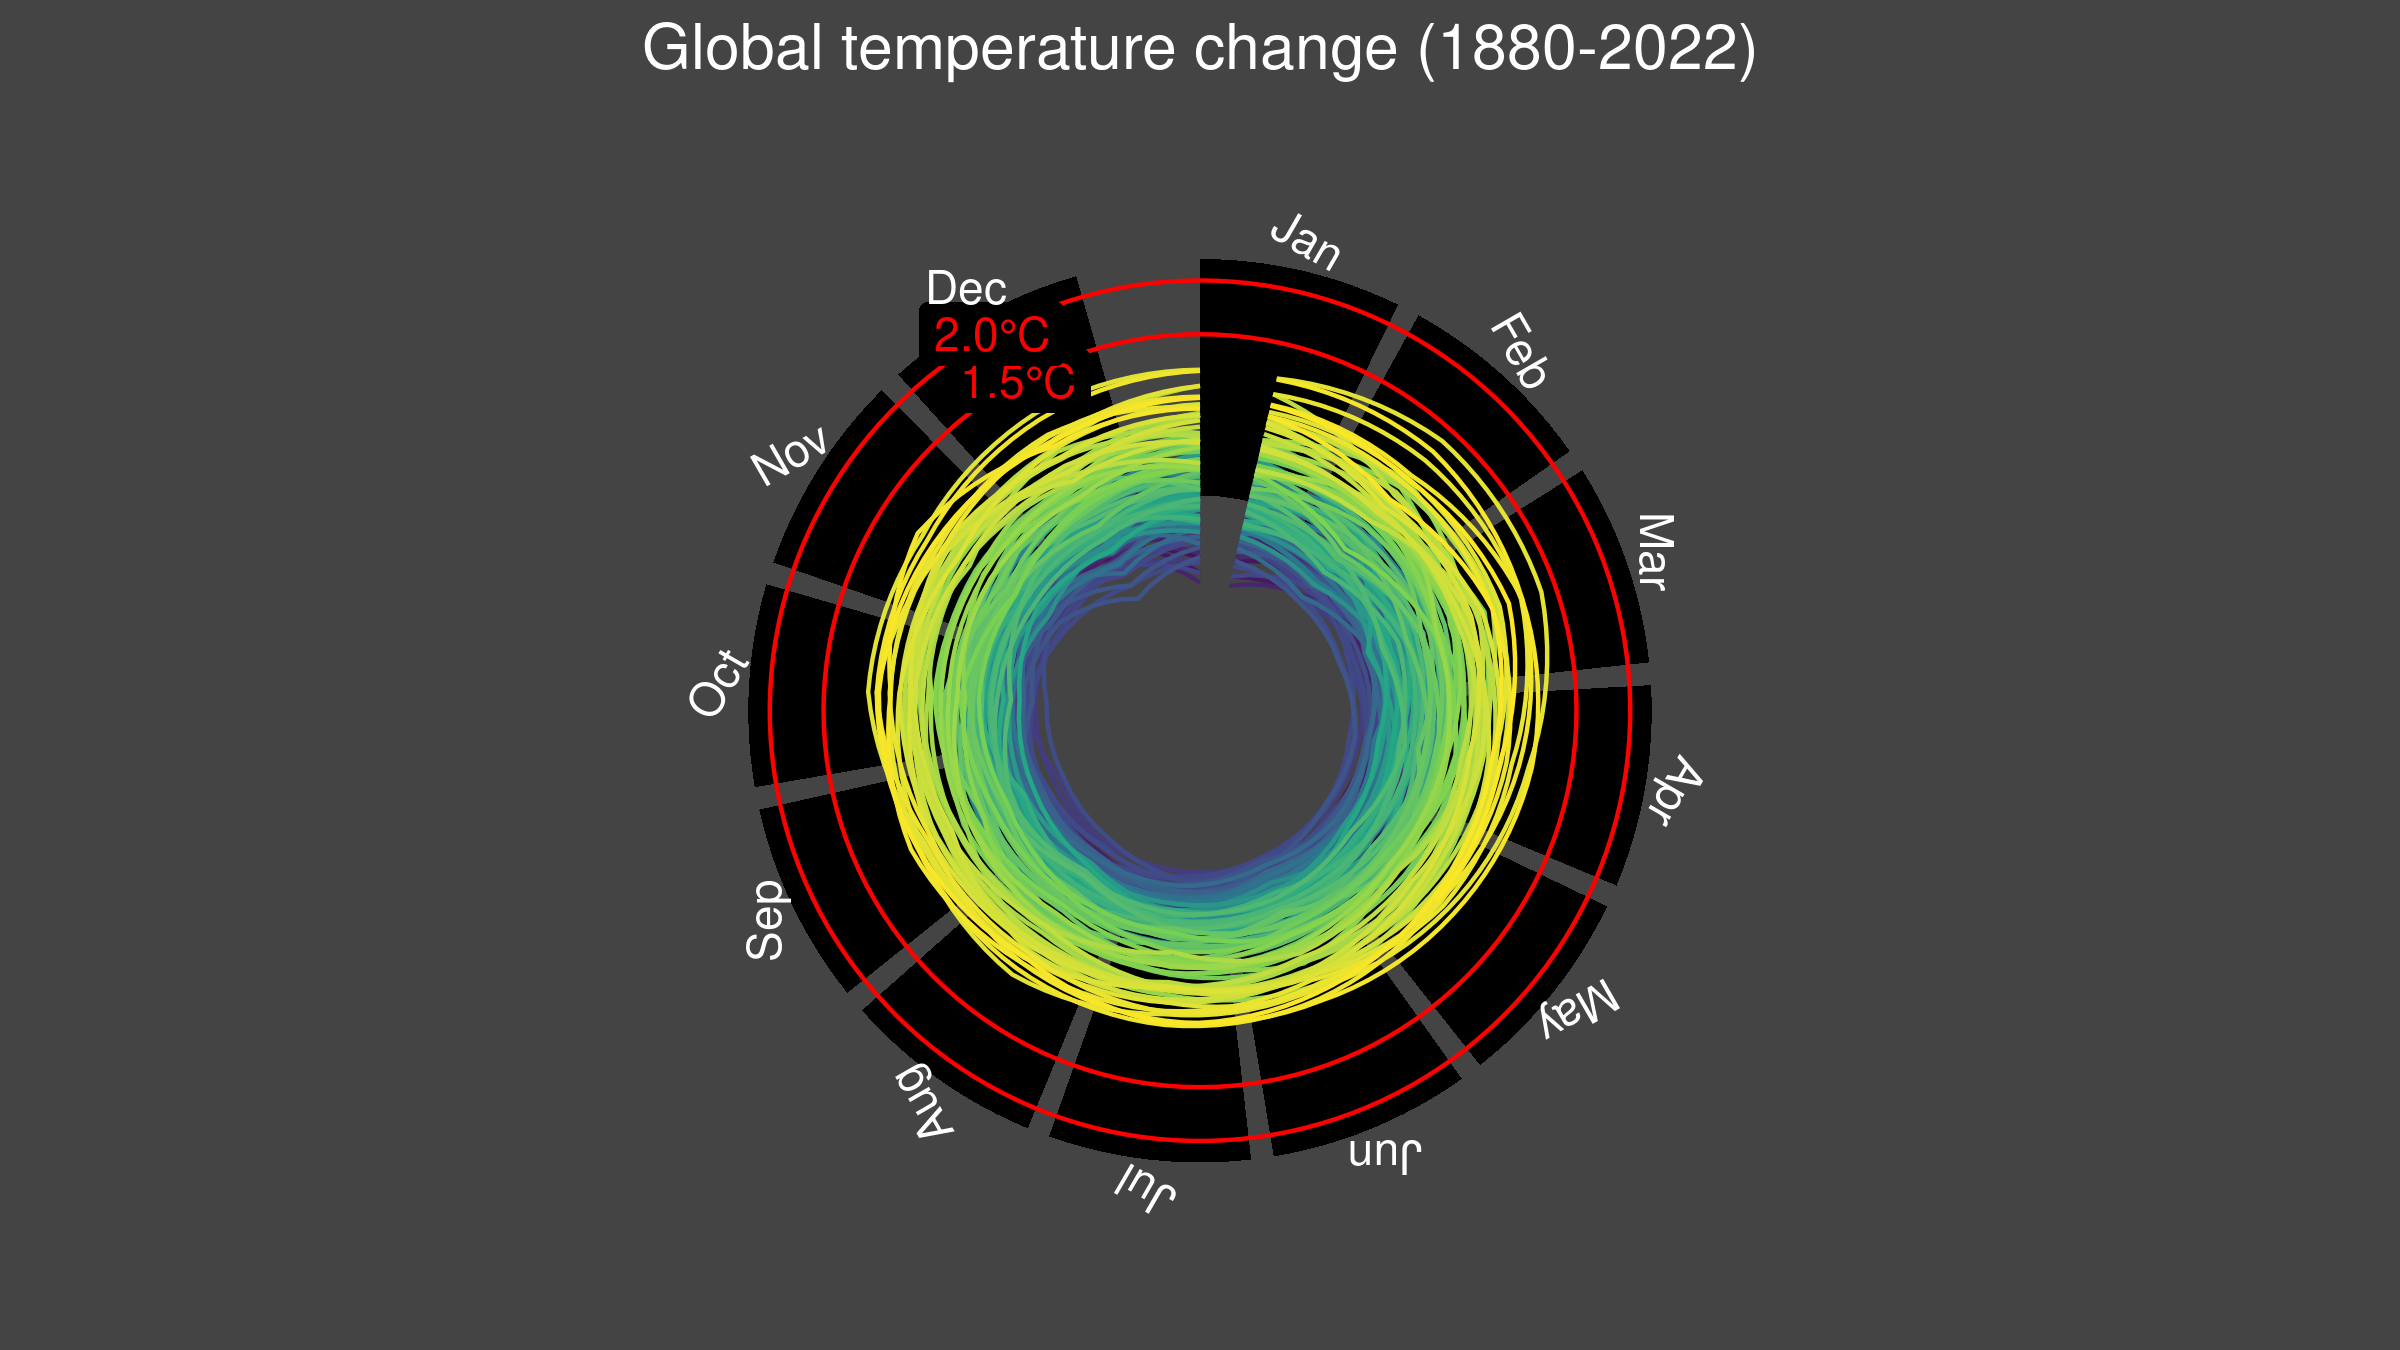 Global temperature change (1880-2022)
Jan
Feb
Mar
Apr
May
Jun
Jul
Aug
Sep
Oct
Nov
Dec
2.0°C
1.5°C